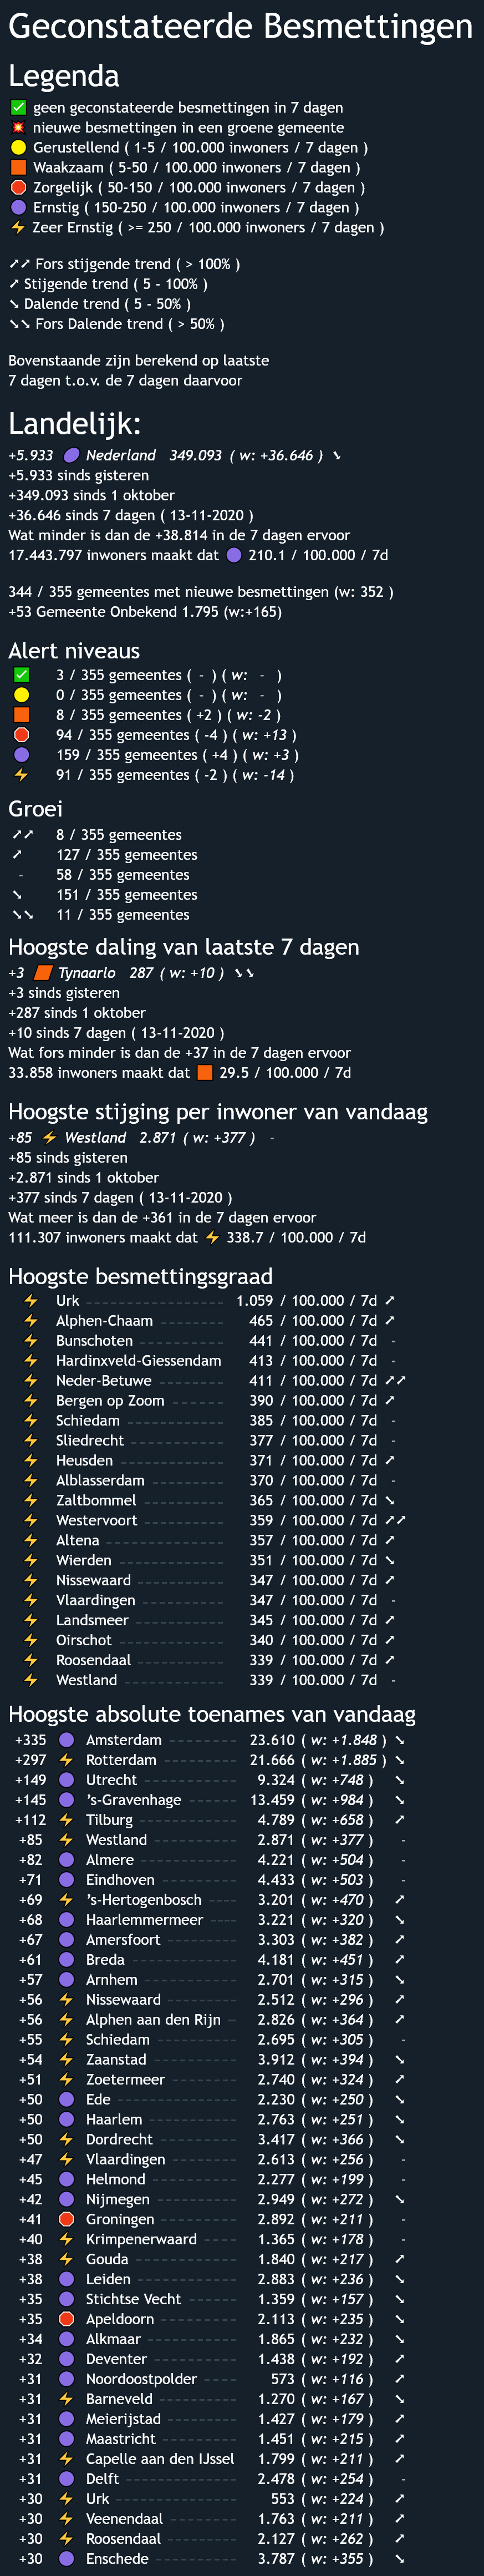 Geconstateerde Besmettingen
Legenda
geen geconstateerde besmettingen in 7 dagen
nieuwe besmettingen in een groene gemeente
Gerustellend ( 1-5 / 100.000 inwoners / 7 dagen )
Waakzaam ( 5-50 / 100.000 inwoners / 7 dagen )
Zorgelijk ( 50-150 / 100.000 inwoners / 7 dagen )
Ernstig ( 150-250 / 100.000 inwoners / 7 dagen )
Zeer Ernstig ( >= 250 / 100.000 inwoners / 7 dagen )
➚➚ Fors stijgende trend ( > 100% )
➚ Stijgende trend ( 5 - 100% )
➘ Dalende trend ( 5 - 50% )
➘➘ Fors Dalende trend ( > 50% )
Bovenstaande zijn berekend op laatste
7 dagen t.o.v. de 7 dagen daarvoor
Landelijk:
+5.933 Nederland 349.093 ( w: +36.646 ) ➘
+5.933 sinds gisteren
+349.093 sinds 1 oktober
+36.646 sinds 7 dagen ( 13-11-2020 )
Wat minder is dan de +38.814 in de 7 dagen ervoor
17.443.797 inwoners maakt dat 210.1 / 100.000 / 7d
344 / 355 gemeentes met nieuwe besmettingen (w: 352 )
+53 Gemeente Onbekend 1.795 (w:+165)
Alert niveaus
3 / 355 gemeentes ( - ) ( w: - )
0 / 355 gemeentes ( - ) ( w: - )
8 / 355 gemeentes ( +2 ) ( w: -2 )
94 / 355 gemeentes ( -4 ) ( w: +13 )
159 / 355 gemeentes ( +4 ) ( w: +3 )
91 / 355 gemeentes ( -2 ) ( w: -14 )
Groei
➚➚ 8 / 355 gemeentes
➚ 127 / 355 gemeentes
- 58 / 355 gemeentes
➘ 151 / 355 gemeentes
➘➘ 11 / 355 gemeentes
Hoogste daling van laatste 7 dagen
+3 Tynaarlo 287 ( w: +10 ) ➘➘
+3 sinds gisteren
+287 sinds 1 oktober
+10 sinds 7 dagen ( 13-11-2020 )
Wat fors minder is dan de +37 in de 7 dagen ervoor
33.858 inwoners maakt dat 29.5 / 100.000 / 7d
Hoogste stijging per inwoner van vandaag
+85 Westland 2.871 ( w: +377 ) -
+85 sinds gisteren
+2.871 sinds 1 oktober
+377 sinds 7 dagen ( 13-11-2020 )
Wat meer is dan de +361 in de 7 dagen ervoor
111.307 inwoners maakt dat 338.7 / 100.000 / 7d
Hoogste besmettingsgraad
Urk 1.059 / 100.000 / 7d ➚
Alphen-Chaam 465 / 100.000 / 7d ➚
Bunschoten 441 / 100.000 / 7d -
Hardinxveld-Giessendam 413 / 100.000 / 7d -
Neder-Betuwe 411 / 100.000 / 7d ➚➚
Bergen op Zoom 390 / 100.000 / 7d ➚
Schiedam 385 / 100.000 / 7d -
Sliedrecht 377 / 100.000 / 7d -
Heusden 371 / 100.000 / 7d ➚
Alblasserdam 370 / 100.000 / 7d -
Zaltbommel 365 / 100.000 / 7d ➘
Westervoort 359 / 100.000 / 7d ➚➚
Altena 357 / 100.000 / 7d ➚
Wierden 351 / 100.000 / 7d ➘
Nissewaard 347 / 100.000 / 7d ➚
Vlaardingen 347 / 100.000 / 7d -
Landsmeer 345 / 100.000 / 7d ➚
Oirschot 340 / 100.000 / 7d ➚
Roosendaal 339 / 100.000 / 7d ➚
Westland 339 / 100.000 / 7d -
Hoogste absolute toenames van vandaag
+335 Amsterdam 23.610 ( w: +1.848 ) ➘
+297 Rotterdam 21.666 ( w: +1.885 ) ➘
+149 Utrecht 9.324 ( w: +748 ) ➘
+145 's-Gravenhage 13.459 ( w: +984 ) ➘
+112 Tilburg 4.789 ( w: +658 ) ➚
+85 Westland 2.871 ( w: +377 ) -
+82 Almere 4.221 ( w: +504 ) -
+71 Eindhoven 4.433 ( w: +503 ) -
+69 's-Hertogenbosch 3.201 ( w: +470 ) ➚
+68 Haarlemmermeer 3.221 ( w: +320 ) ➘
+67 Amersfoort 3.303 ( w: +382 ) ➚
+61 Breda 4.181 ( w: +451 ) ➚
+57 Arnhem 2.701 ( w: +315 ) ➘
+56 Nissewaard 2.512 ( w: +296 ) ➚
+56 Alphen aan den Rijn 2.826 ( w: +364 ) ➚
+55 Schiedam 2.695 ( w: +305 ) -
+54 Zaanstad 3.912 ( w: +394 ) ➘
+51 Zoetermeer 2.740 ( w: +324 ) ➚
+50 Ede 2.230 ( w: +250 ) ➘
+50 Haarlem 2.763 ( w: +251 ) ➘
+50 Dordrecht 3.417 ( w: +366 ) ➘
+47 Vlaardingen 2.613 ( w: +256 ) -
+45 Helmond 2.277 ( w: +199 ) -
+42 Nijmegen 2.949 ( w: +272 ) ➘
+41 Groningen 2.892 ( w: +211 ) -
+40 Krimpenerwaard 1.365 ( w: +178 ) -
+38 Gouda 1.840 ( w: +217 ) ➚
+38 Leiden 2.883 ( w: +236 ) ➘
+35 Stichtse Vecht 1.359 ( w: +157 ) ➘
+35 Apeldoorn 2.113 ( w: +235 ) ➘
+34 Alkmaar 1.865 ( w: +232 ) ➘
+32 Deventer 1.438 ( w: +192 ) ➚
+31 Noordoostpolder 573 ( w: +116 ) ➚
+31 Barneveld 1.270 ( w: +167 ) ➘
+31 Meierijstad 1.427 ( w: +179 ) ➚
+31 Maastricht 1.451 ( w: +215 ) ➚
+31 Capelle aan den IJssel 1.799 ( w: +211 ) ➚
+31 Delft 2.478 ( w: +254 ) -
+30 Urk 553 ( w: +224 ) ➚
+30 Veenendaal 1.763 ( w: +211 ) ➚
+30 Roosendaal 2.127 ( w: +262 ) ➚
+30 Enschede 3.787 ( w: +355 ) ➘